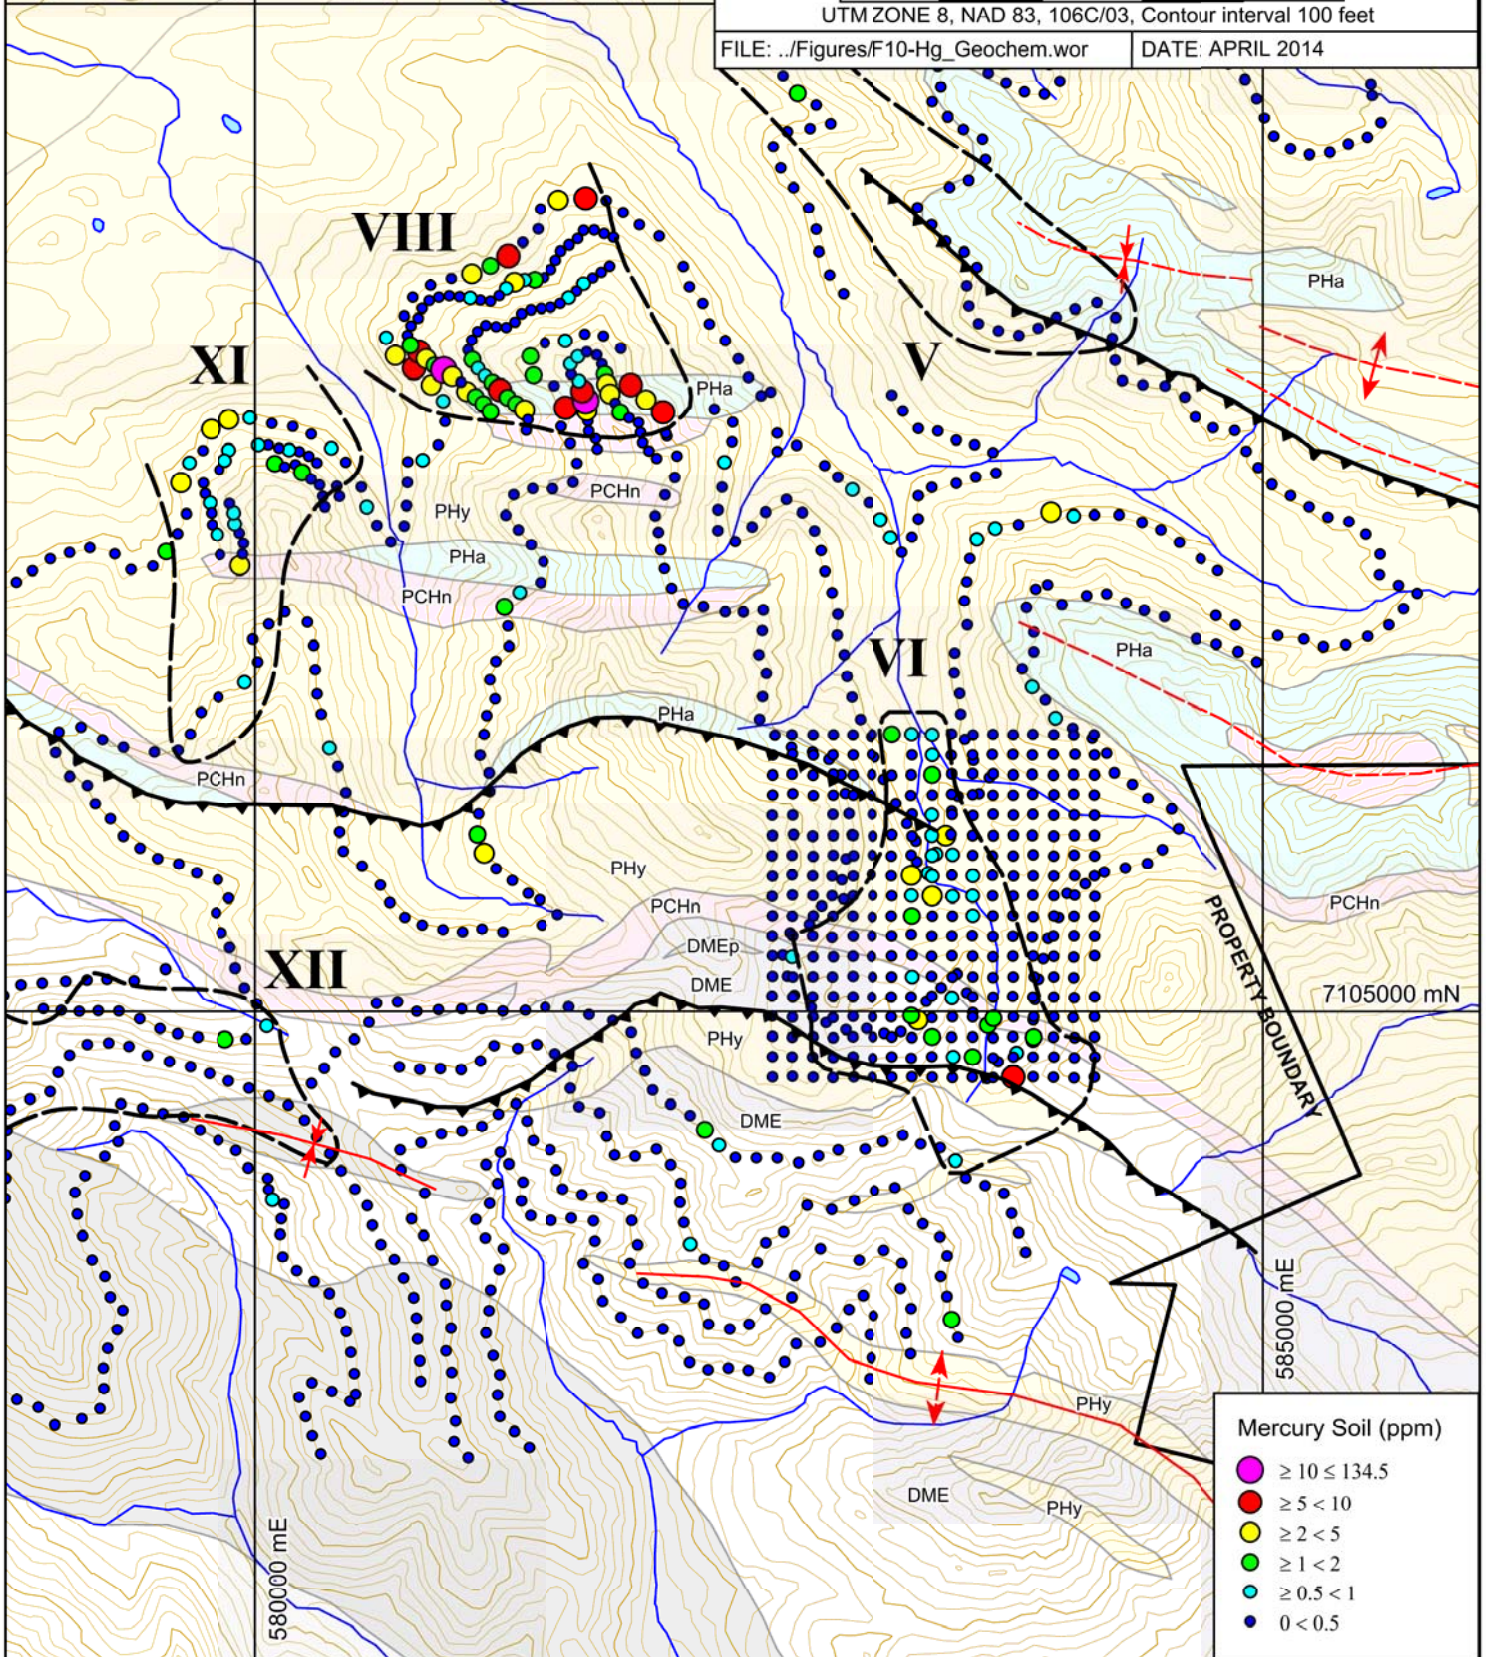 UTM ZONE 8, NAD 83, 106C/03, Contour interval 100 feet
FILE: ../Figures/F10-Hg_Geochem.wor
DATE: APRIL 2014
VIII
PHa
XI
V
PHa
PCHn
PHy
PHa
PCHn
VI
PHa
PHa
PCHn
PHy
PCHn
PCHn
DMEp
XII
DME
7105000 mN
PHy
PROPERTY BOUNDARY
DME
585000 mE
PHy
DME
PHy
580000 mE
Mercury Soil (ppm)
≥ 10 ≤ 134.5
≥ 5 < 10
≥ 2 < 5
≥ 1 < 2
≥ 0.5 < 1
0 < 0.5